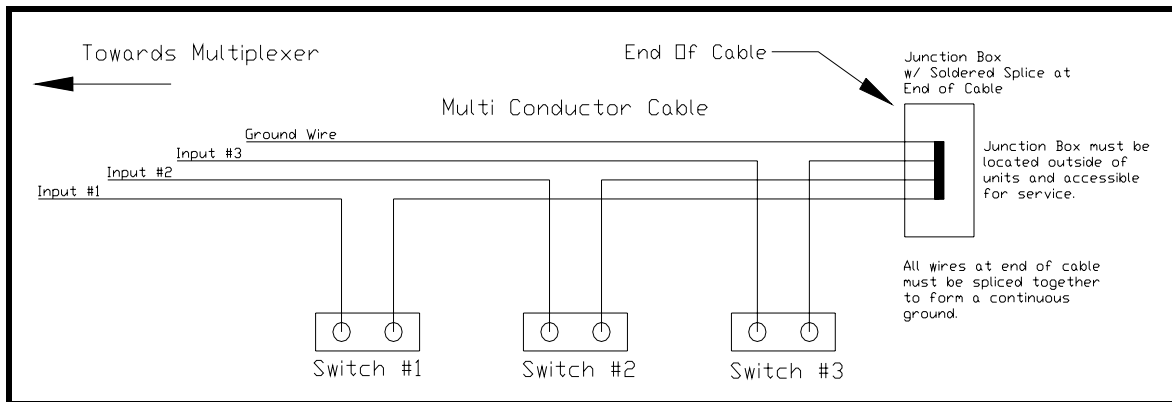 Towards Multiplexer
End Of Cable
Junction Box
w/ Soldered Splice at
End of Cable
Multi Conductor Cable
Ground Wire
Input #3
Input #2
Input #1
Junction Box must be
located outside of
units and accessible
for service.
All wires at end of cable
must be spliced together
to form a continuous
ground.
Switch #1
Switch #2
Switch #3